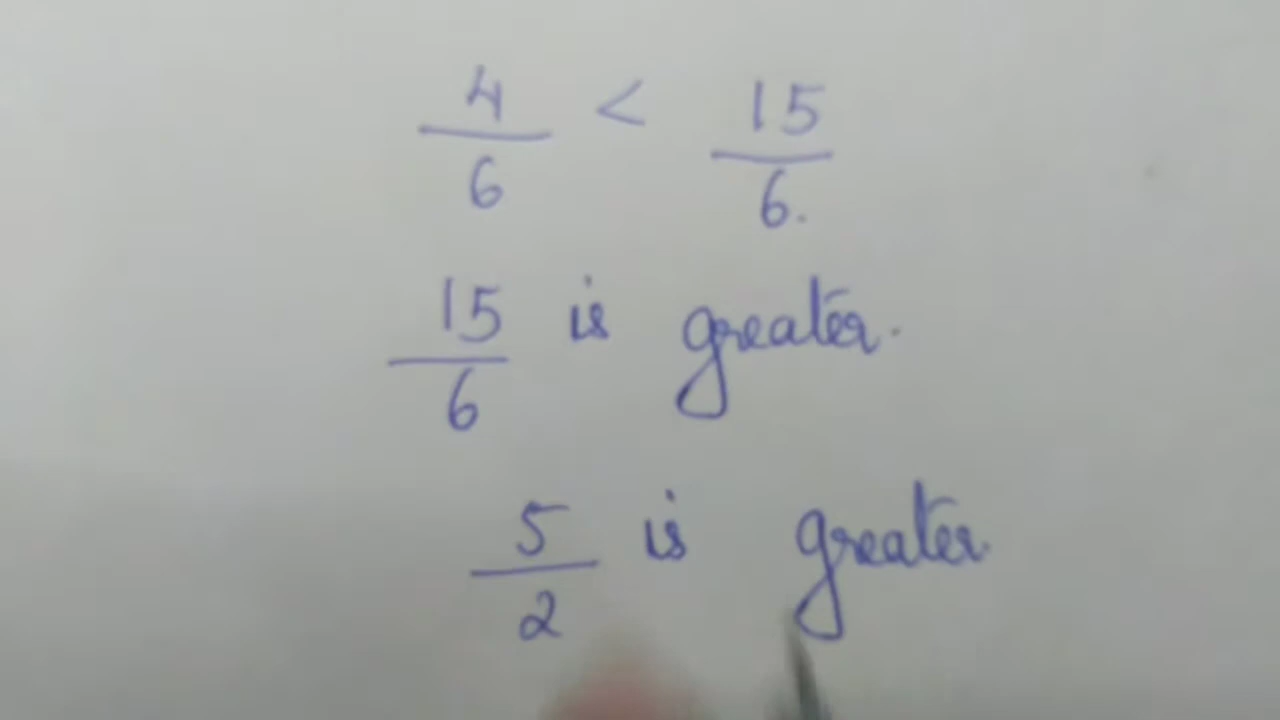 4/6 < 15/6.
15/6 is greater.
5/2 is greater.